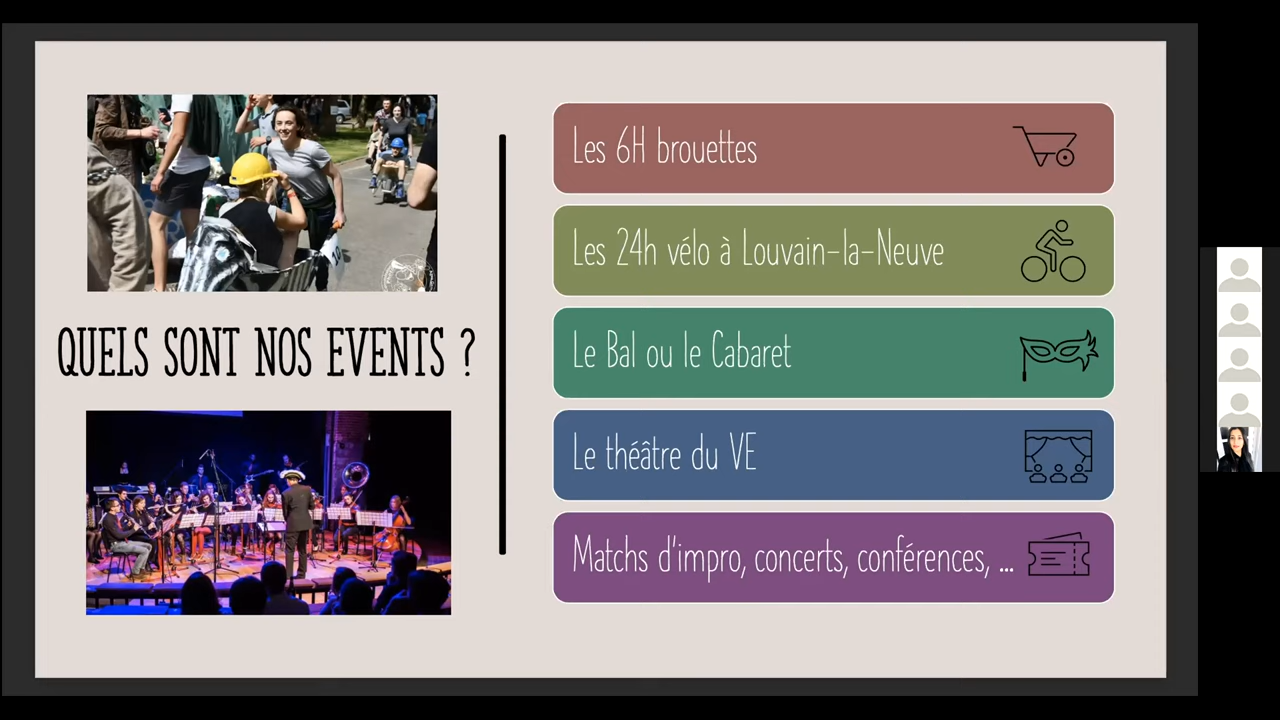 QUELS SONT NOS EVENTS ?
Les 6H brouettes
Les 24h vélo à Louvain-la-Neuve
Le Bal ou le Cabaret
Le théâtre du VE
Matchs d'impro, concerts, conférences, ...